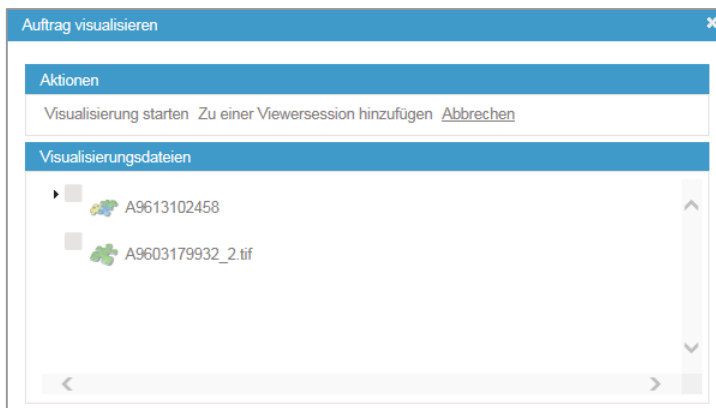 Auftrag visualisieren
Aktionen
Visualisierung starten Zu einer Viewersession hinzufügen Abbrechen
Visualisierungsdateien
A9613102458
A9603179932_2.tif